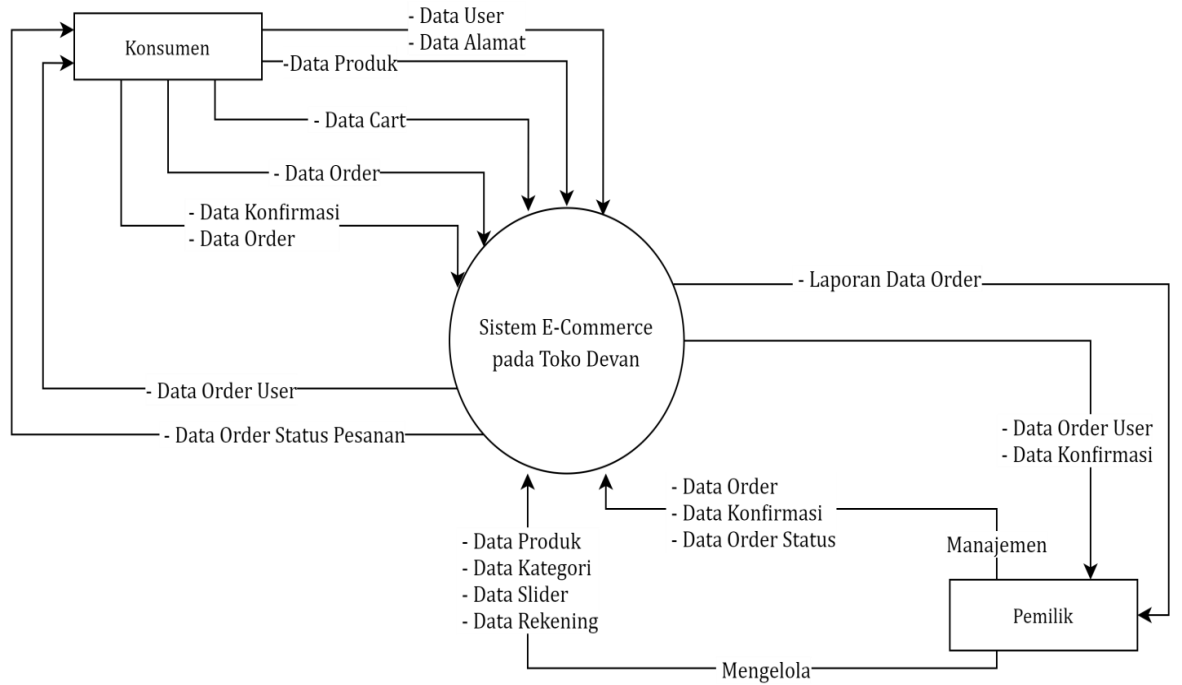 Konsumen
- Data User
- Data Alamat
-Data Produk
- Data Cart
- Data Order
- Data Konfirmasi
- Data Order
- Laporan Data Order
Sistem E-Commerce
pada Toko Devan
- Data Order User
- Data Order Status Pesanan
- Data Order User
- Data Konfirmasi
- Data Order
- Data Konfirmasi
- Data Order Status
Manajemen
- Data Produk
- Data Kategori
- Data Slider
- Data Rekening
Pemilik
Mengelola